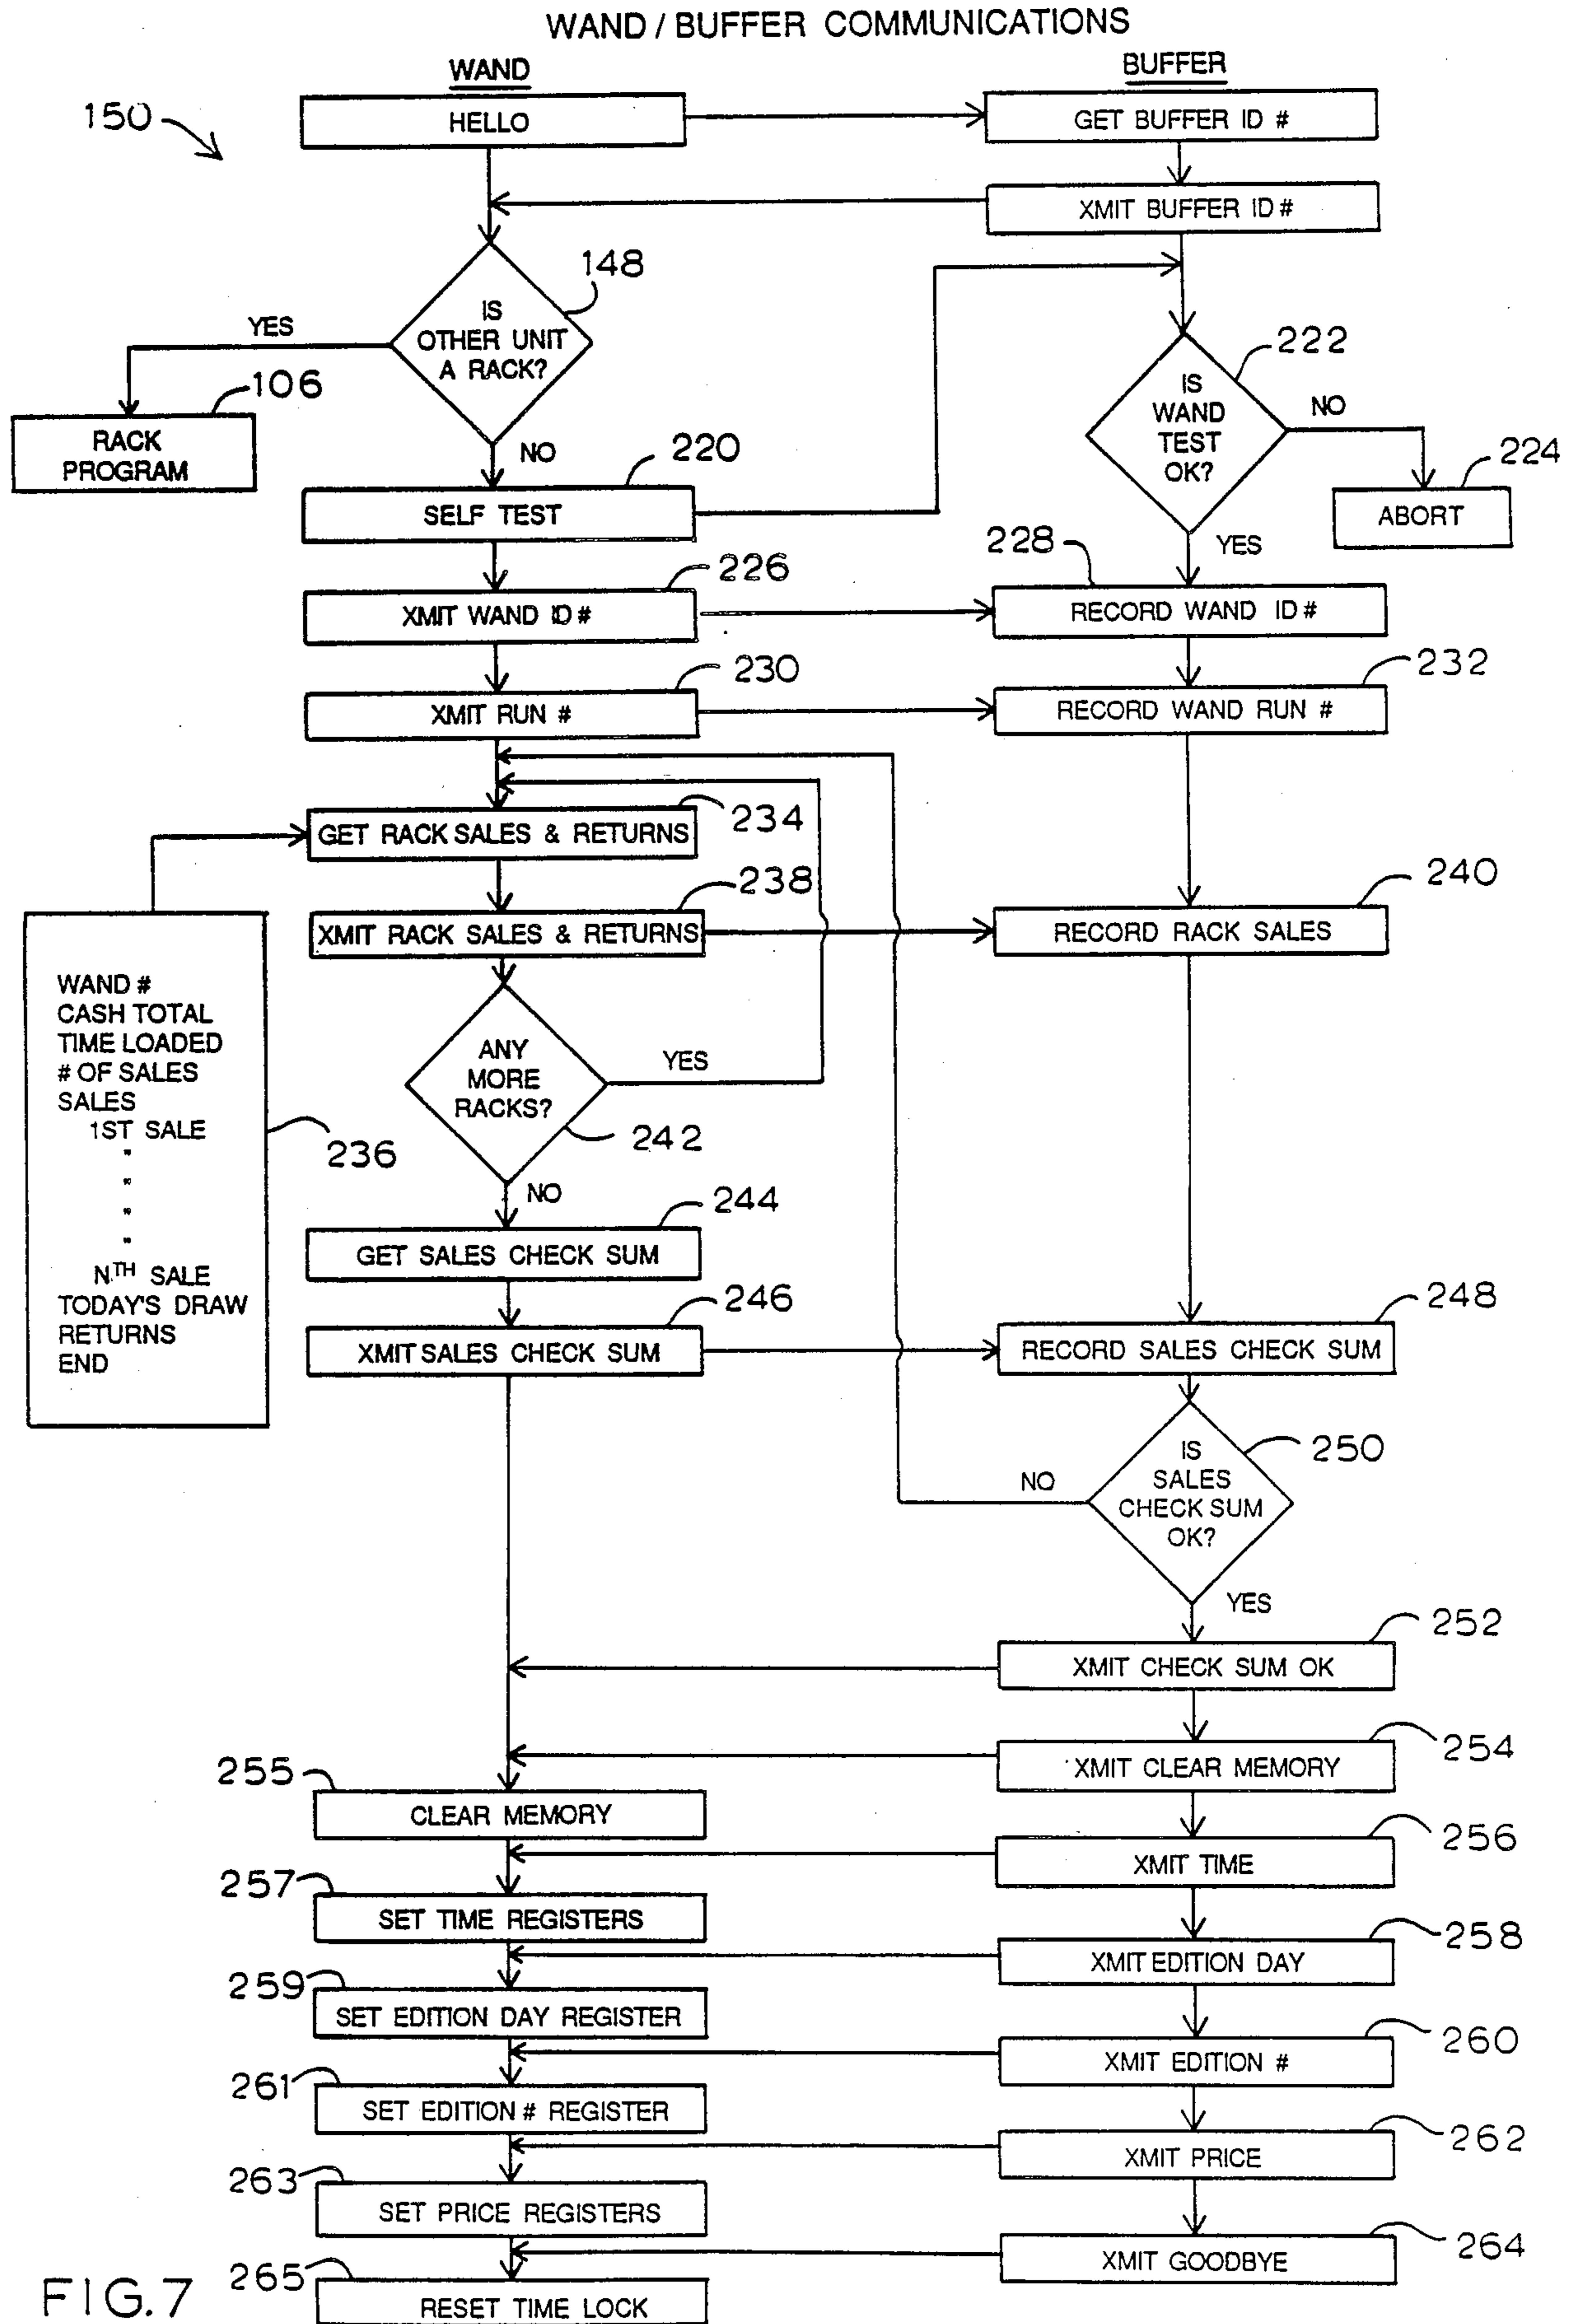 WAND / BUFFER COMMUNICATIONS
WAND
BUFFER
150
HELLO
GET BUFFER ID #
XMIT BUFFER ID #
148
IS
OTHER UNIT
A RACK?
YES
106
RACK
PROGRAM
NO
220
SELF TEST
222
IS
WAND
TEST
OK?
NO
224
ABORT
YES
226
XMIT WAND ID #
228
RECORD WAND ID #
230
XMIT RUN #
232
RECORD WAND RUN #
234
GET RACK SALES & RETURNS
236
WAND #
CASH TOTAL
TIME LOADED
# OF SALES
SALES
1ST SALE
"
"
"
"
NTH SALE
TODAY'S DRAW
RETURNS
END
238
XMIT RACK SALES & RETURNS
240
RECORD RACK SALES
ANY
MORE
RACKS?
YES
242
NO
244
GET SALES CHECK SUM
246
XMIT SALES CHECK SUM
248
RECORD SALES CHECK SUM
250
IS
SALES
CHECK SUM
OK?
NO
YES
252
XMIT CHECK SUM OK
254
XMIT CLEAR MEMORY
255
CLEAR MEMORY
256
XMIT TIME
257
SET TIME REGISTERS
258
XMIT EDITION DAY
259
SET EDITION DAY REGISTER
260
XMIT EDITION #
261
SET EDITION # REGISTER
262
XMIT PRICE
263
SET PRICE REGISTERS
264
XMIT GOODBYE
265
RESET TIME LOCK
FIG.7